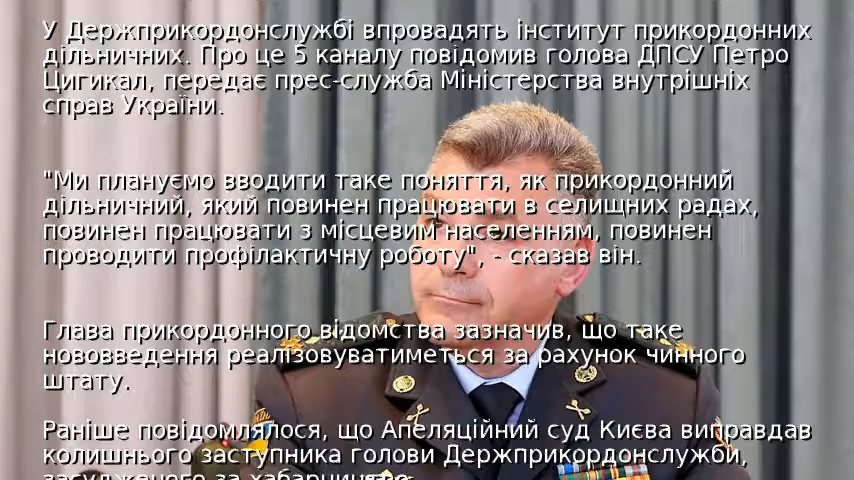 У Держприкордонслужбі впровадять інститут прикордонних
дільничних. Про це 5 каналу повідомив голова ДПСУ Петро
Цигикал, передає прес-служба Міністерства внутрішніх
справ України.
"Ми плануємо вводити таке поняття, як прикордонний
дільничний, який повинен працювати в селищних радах,
повинен працювати з місцевим населенням, повинен
проводити профілактичну роботу", - сказав він.
Глава прикордонного відомства зазначив, що таке
нововведення реалізовуватиметься за рахунок чинного
штату.
Раніше повідомлялося, що Апеляційний суд Києва виправдав
колишнього заступника голови Держприкордонслужби,
засудженого за хабарництво.